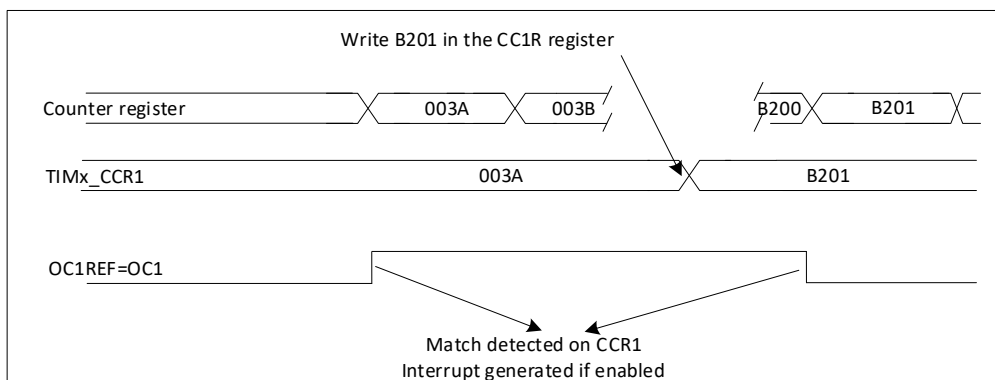 Write B201 in the CC1R register
Counter register 003A 003B B200 B201
TIMx_CCR1 003A B201
OC1REF=OC1
Match detected on CCR1
Interrupt generated if enabled